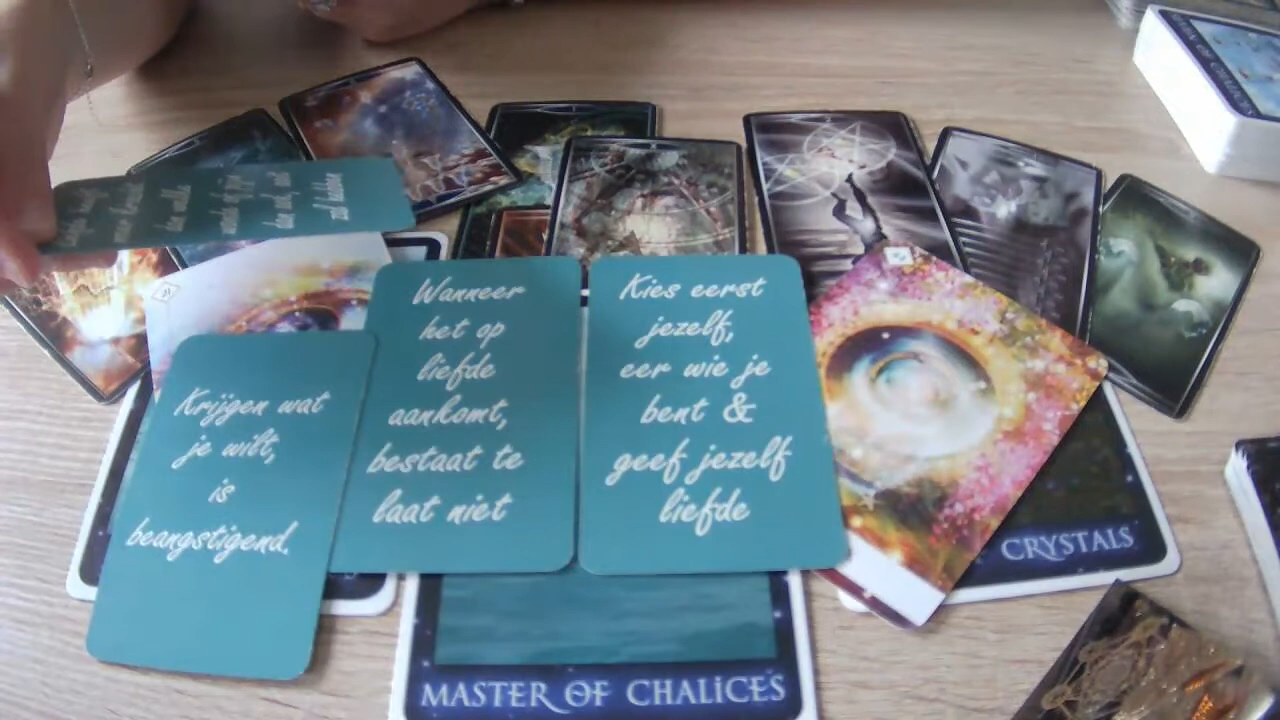 Krijgen wat
je wilt,
is
beangstigend.
Wanneer
het op
liefde
aankomt,
bestaat te
laat niet
Kies eerst
jezelf,
eer wie je
bent &
geef jezelf
liefde
CRYSTALS
MASTER OF CHALICES